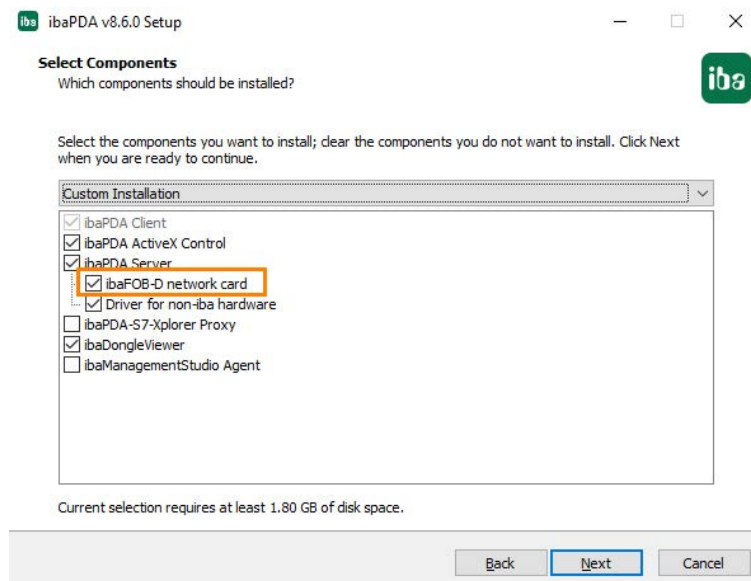 iba ibaPDA v8.6.0 Setup
Select Components
Which components should be installed?
iba
Select the components you want to install; clear the components you do not want to install. Click Next
when you are ready to continue.
Custom Installation
ibaPDA Client
ibaPDA ActiveX Control
ibaPDA Server
ibaFOB-D network card
Driver for non-iba hardware
ibaPDA-S7-Xplorer Proxy
ibaDongleViewer
ibaManagementStudio Agent
Current selection requires at least 1.80 GB of disk space.
Back Next Cancel